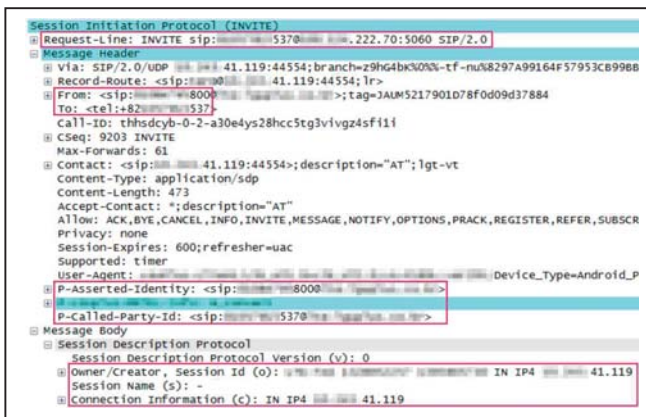 Session Initiation Protocol (INVITE)
Request-Line: INVITE sip: 5370 .222.70:5060 SIP/2.0
Message Header
Via: SIP/2.0/UDP 41.119:44554;branch=z9hG4bK%0%%-tf-nu%8297A99164F57953CB99BB
Record-Route: <sip: 41.119:44554;lr>
From: <sip: 8000 >;tag=JAUM5217901D78f0d09d37884
To: <tel:+82 537>
Call-ID: thhsdcyb-0-2-a30e4ys28hcc5tg3vivgz4sfi1i
CSeq: 9203 INVITE
Max-Forwards: 61
Contact: <sip: 41.119:44554>;description="AT";lgt-vt
Content-Type: application/sdp
Content-Length: 473
Accept-Contact: *;description="AT"
Allow: ACK,BYE,CANCEL,INFO,INVITE,MESSAGE,NOTIFY,OPTIONS,PRACK,REGISTER,REFER,SUBSCR
Privacy: none
Session-Expires: 600;refresher=uac
Supported: timer
User-Agent: Device_Type=Android_P
P-Asserted-Identity: <sip: 8000 >
P-Called-Party-Id: <sip: 5370 >
Message Body
Session Description Protocol
Session Description Protocol Version (v): 0
Owner/Creator, Session Id (o): IN IP4 41.119
Session Name (s): -
Connection Information (c): IN IP4 41.119